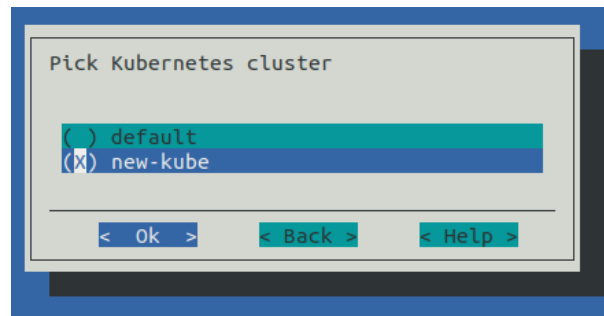 Pick Kubernetes cluster
( ) default
(X) new-kube
< Ok > < Back > < Help >